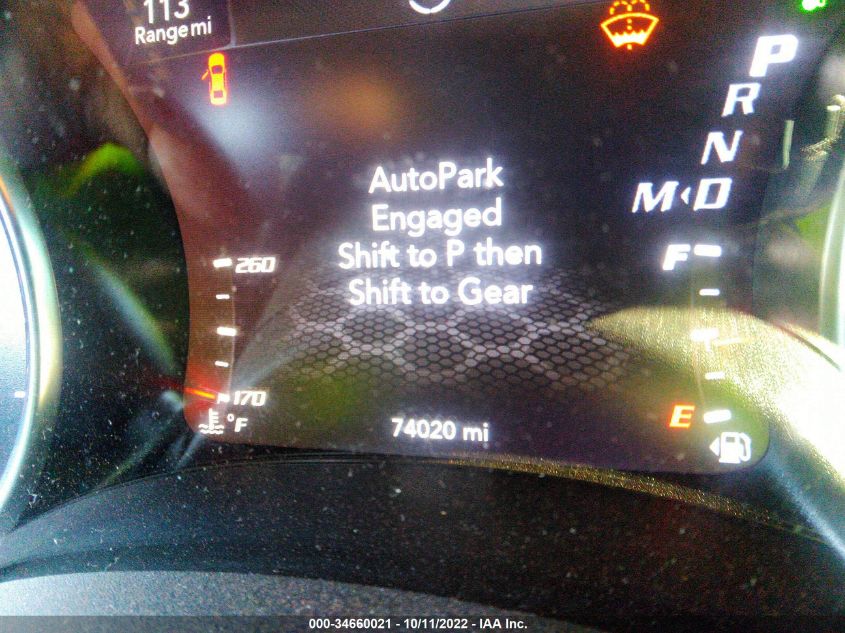 113
Range mi
P
R
N
M D
AutoPark
Engaged
Shift to P then
Shift to Gear
260
F
170
°F
E
74020 mi
000-34660021 - 10/11/2022 - IAA Inc.